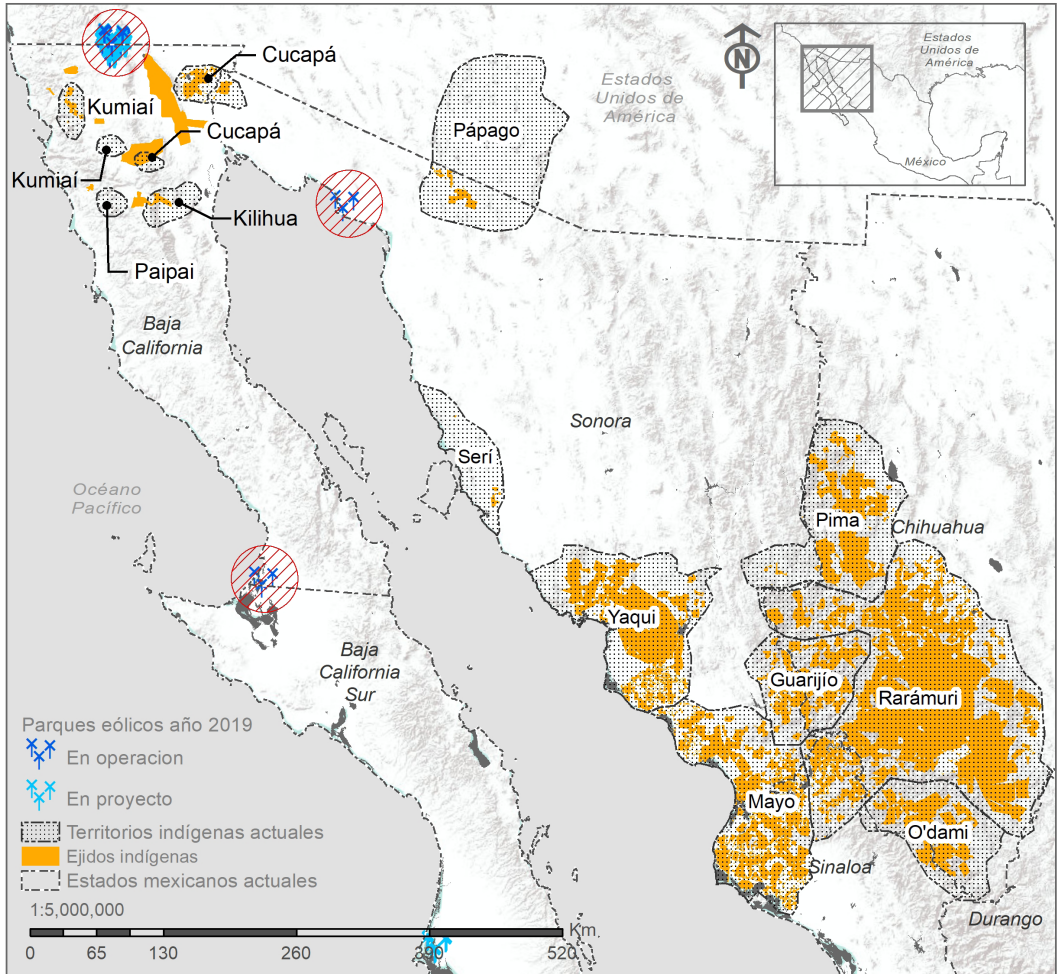 Cucapá
Kumiaí
Cucapá
Kumiaí
Kilihua
Paipai
Pápago
N
Estados
Unidos de
América
Estados
Unidos de
América
México
Baja
California
Sonora
Serí
Océano
Pacífico
Pima
Chihuahua
Yaqui
Guarijío
Rarámuri
Baja
California
Sur
Mayo
O'dami
Sinaloa
Durango
Parques eólicos año 2019
En operacion
En proyecto
Territorios indígenas actuales
Ejidos indígenas
Estados mexicanos actuales
1:5,000,000
Km.
0 65 130 260 390 520